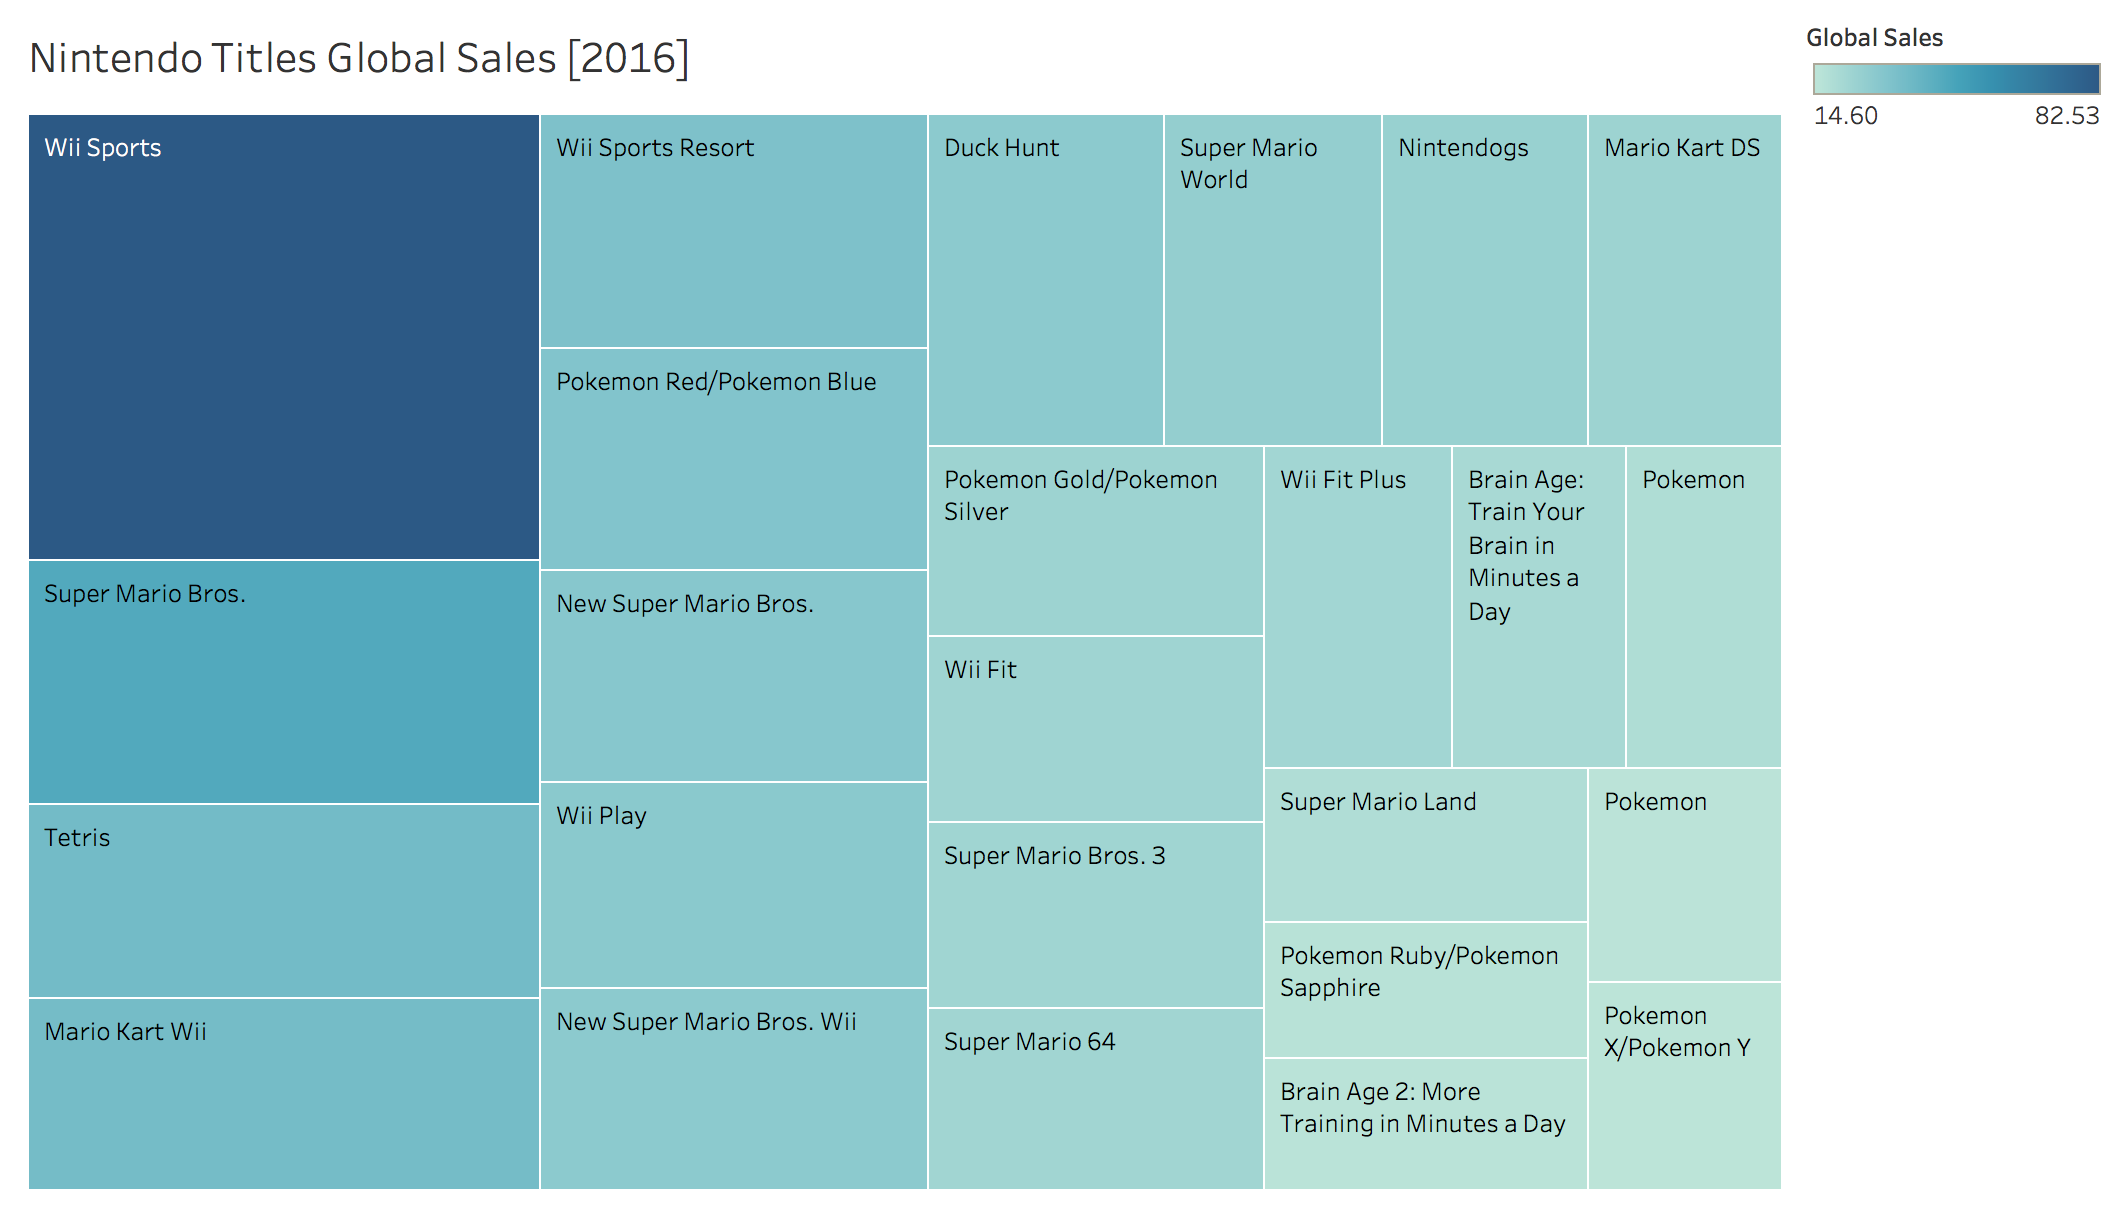 Nintendo Titles Global Sales [2016]
Global Sales
14.60 82.53
Wii Sports
Super Mario Bros.
Tetris
Mario Kart Wii
Wii Sports Resort
Pokemon Red/Pokemon Blue
New Super Mario Bros.
Wii Play
New Super Mario Bros. Wii
Duck Hunt
Super Mario
World
Nintendogs
Mario Kart DS
Pokemon Gold/Pokemon
Silver
Wii Fit
Super Mario Bros. 3
Super Mario 64
Wii Fit Plus
Brain Age:
Train Your
Brain in
Minutes a
Day
Pokemon
Super Mario Land
Pokemon Ruby/Pokemon
Sapphire
Brain Age 2: More
Training in Minutes a Day
Pokemon
Pokemon
X/Pokemon Y